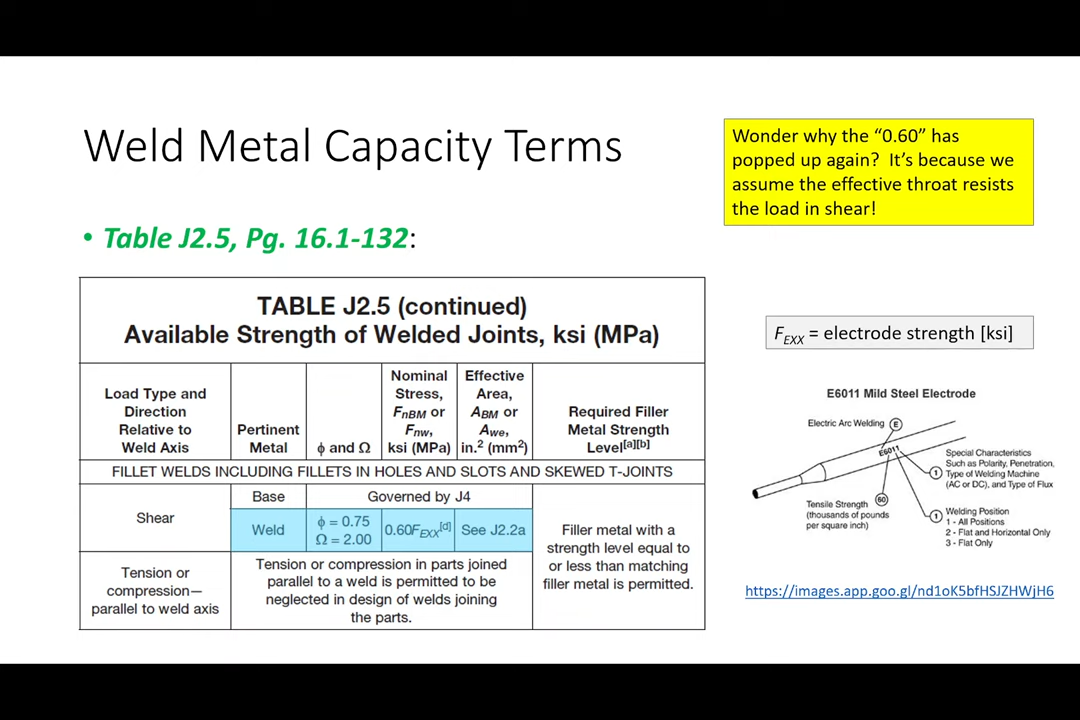 Weld Metal Capacity Terms
Wonder why the “0.60” has
popped up again? It’s because we
assume the effective throat resists
the load in shear!
• Table J2.5, Pg. 16.1-132:
TABLE J2.5 (continued)
Available Strength of Welded Joints, ksi (MPa)
Load Type and
Direction
Relative to
Weld Axis
Pertinent
Metal
ϕ and Ω
Nominal
Stress,
FnBM or
Fnw,
ksi (MPa)
Effective
Area,
ABM or
Awe,
in.² (mm²)
Required Filler
Metal Strength
Level[a][b]
FILLET WELDS INCLUDING FILLETS IN HOLES AND SLOTS AND SKEWED T-JOINTS
Shear
Base
Governed by J4
Weld
ϕ = 0.75
Ω = 2.00
0.60FEXX[d]
See J2.2a
Filler metal with a
strength level equal to
or less than matching
filler metal is permitted.
Tension or
compression—
parallel to weld axis
Tension or compression in parts joined
parallel to a weld is permitted to be
neglected in design of welds joining
the parts.
FEXX = electrode strength [ksi]
E6011 Mild Steel Electrode
Electric Arc Welding E
E6011
Special Characteristics
Such as Polarity, Penetration,
Type of Welding Machine
(AC or DC), and Type of Flux
1
60
Tensile Strength
(thousands of pounds
per square inch)
1
Welding Position
1 - All Positions
2 - Flat and Horizontal Only
3 - Flat Only
https://images.app.goo.gl/nd1oK5bfHSJZHWjH6